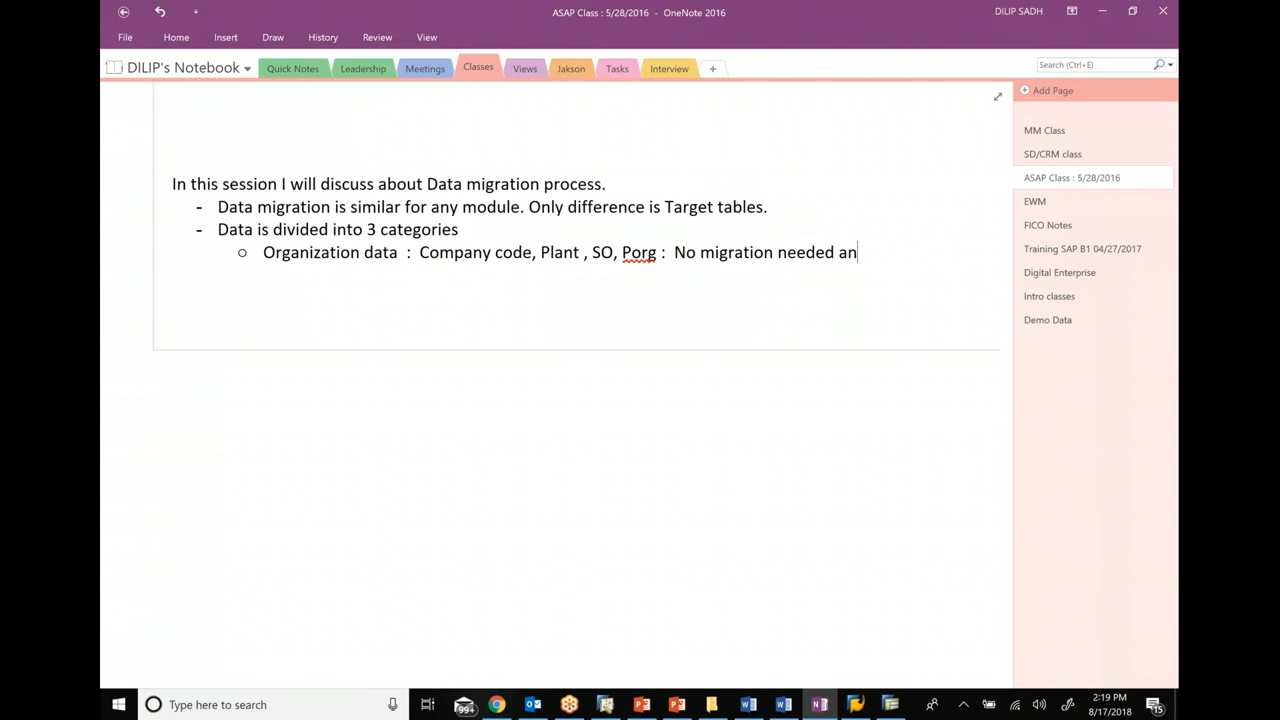 ASAP Class : 5/28/2016 - OneNote 2016
DILIP SADH
File Home Insert Draw History Review View
DILIP's Notebook Quick Notes Leadership Meetings Classes Views Jakson Tasks Interview +
Search (Ctrl+E)
Add Page
MM Class
SD/CRM class
ASAP Class : 5/28/2016
EWM
FICO Notes
Training SAP B1 04/27/2017
Digital Enterprise
Intro classes
Demo Data
In this session I will discuss about Data migration process.
- Data migration is similar for any module. Only difference is Target tables.
- Data is divided into 3 categories
o Organization data : Company code, Plant , SO, Porg : No migration needed an
Type here to search
99+
2:19 PM
8/17/2018
15